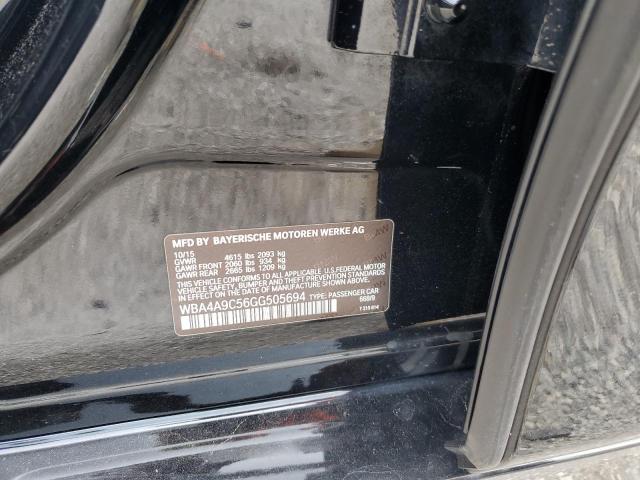 MFD BY BAYERISCHE MOTOREN WERKE AG
10/15
GVWR 4615 lbs 2093 kg
GAWR FRONT 2060 lbs 934 kg
GAWR REAR 2665 lbs 1209 kg
THIS VEHICLE CONFORMS TO ALL APPLICABLE U.S. FEDERAL MOTOR
VEHICLE SAFETY, BUMPER AND THEFT PREVENTION STANDARDS
IN EFFECT ON THE DATE OF MANUFACTURE SHOWN ABOVE.
WBA4A9C56GG505694 TYPE: PASSENGER CAR
668/9